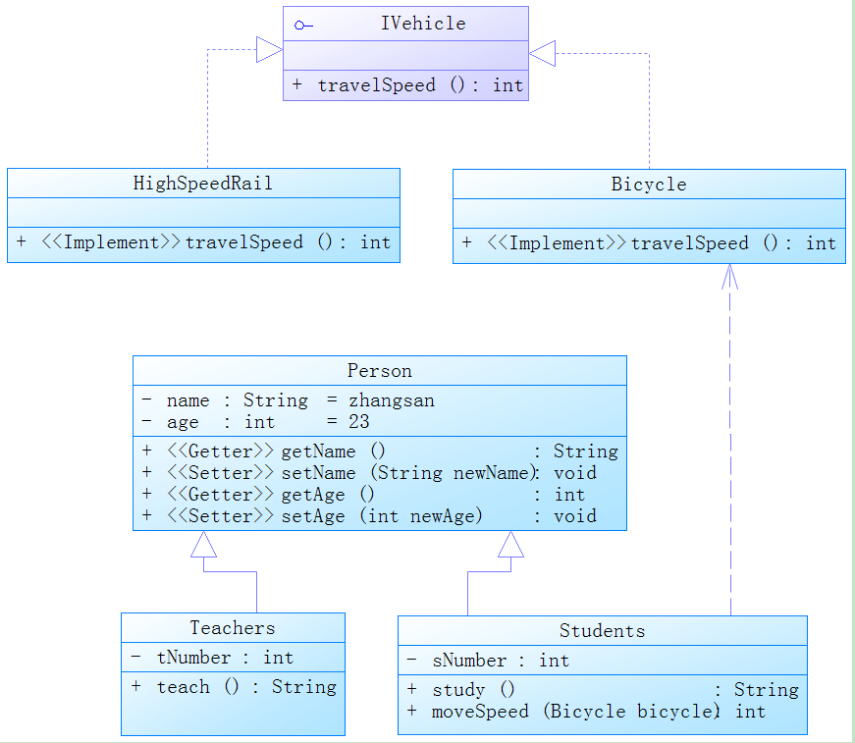 IVehicle
+ travelSpeed (): int
HighSpeedRail
+ <<Implement>> travelSpeed (): int
Bicycle
+ <<Implement>> travelSpeed (): int
Person
- name : String = zhangsan
- age : int = 23
+ <<Getter>> getName () : String
+ <<Setter>> setName (String newName): void
+ <<Getter>> getAge () : int
+ <<Setter>> setAge (int newAge) : void
Teachers
- tNumber : int
+ teach () : String
Students
- sNumber : int
+ study () : String
+ moveSpeed (Bicycle bicycle): int